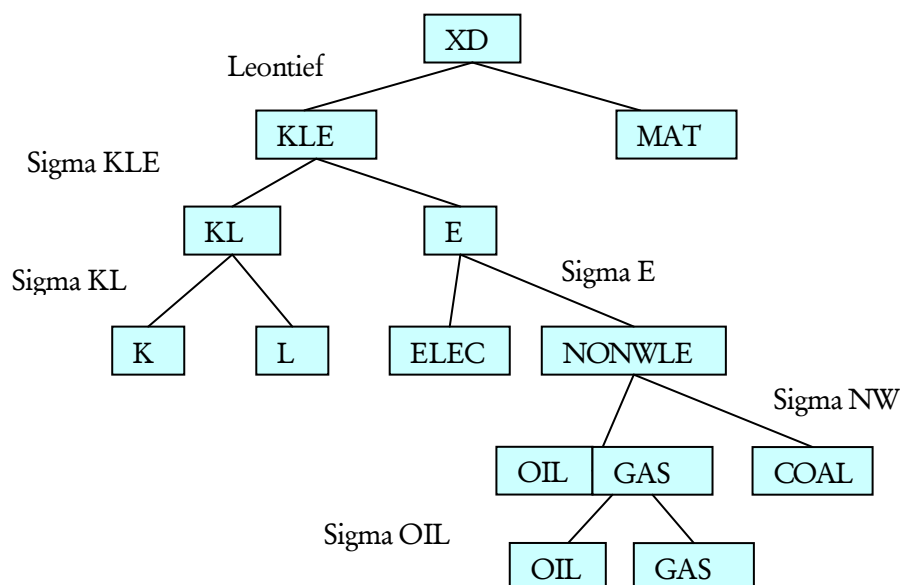 XD
Leontief
KLE
MAT
Sigma KLE
KL
E
Sigma KL
Sigma E
K
L
ELEC
NONWLE
Sigma NW
OIL
GAS
COAL
Sigma OIL
OIL
GAS